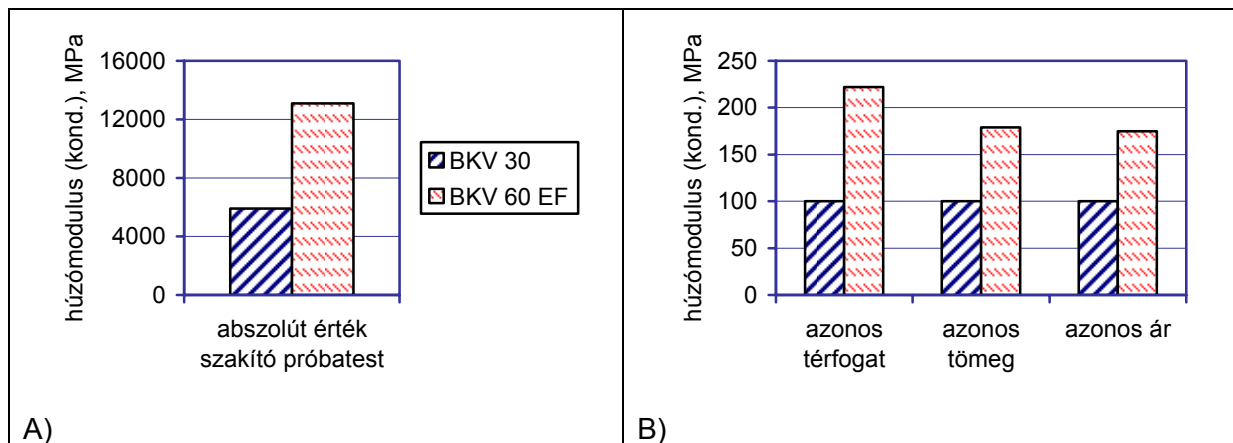 húzómodulus (kond.), MPa
16000
12000
8000
4000
0
abszolút érték
szakító próbatest
BKV 30
BKV 60 EF
A)
húzómodulus (kond.), MPa
250
200
150
100
50
0
azonos
térfogat
azonos
tömeg
azonos ár
B)